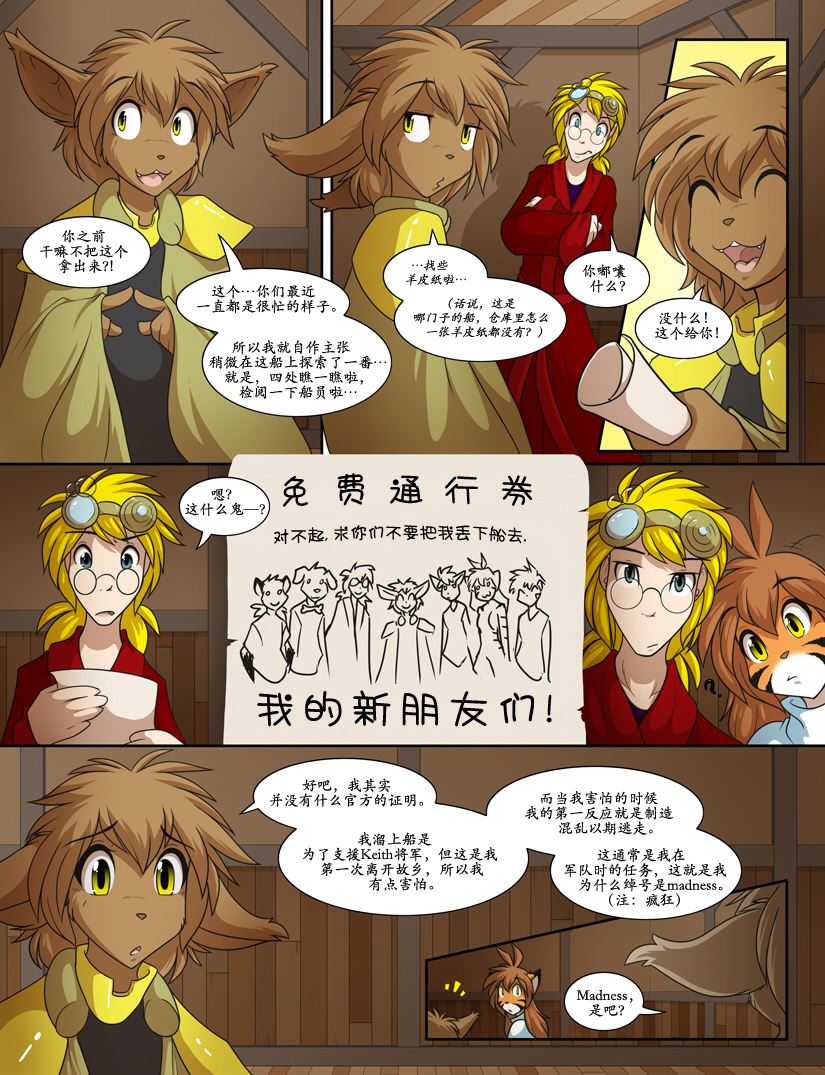 你之前
干嘛不把这个
拿出来?!
这个…你们最近
一直都是很忙的样子。
所以我就自作主张
稍微在这船上探索了一番…
就是，四处瞧一瞧啦，
检阅一下船员啦…
…找些
羊皮纸啦…
（话说，这是
哪门子的船，仓库里怎么
一张羊皮纸都没有？）
你嘟囔
什么?
没什么!
这个给你!
嗯?
这什么鬼—?
免费通行券
对不起,求你们不要把我丢下船去.
我的新朋友们!
好吧，我其实
并没有什么官方的证明。
我溜上船是
为了支援Keith将军，但这是我
第一次离开故乡，所以我
有点害怕。
而当我害怕的时候
我的第一反应就是制造
混乱以期逃走。
这通常是我在
军队时的任务，这就是我
为什么绰号是madness。
（注：疯狂）
Madness，
是吧?